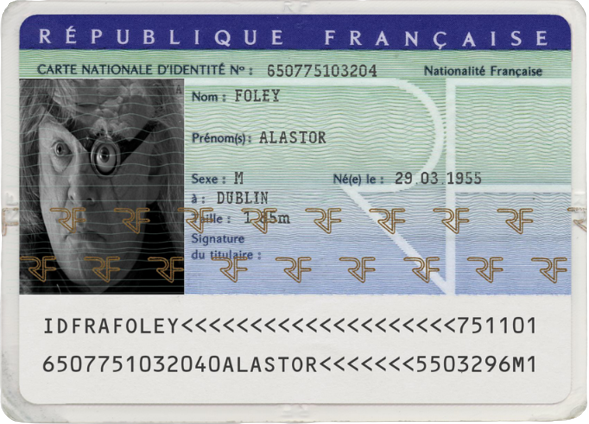 RÉPUBLIQUE FRANÇAISE
CARTE NATIONALE D'IDENTITÉ Nº : 650775103204 Nationalité Française
Nom : FOLEY
Prénom(s): ALASTOR
Sexe : M Né(e) le : 29.03.1955
à : DUBLIN
Taille : 1,85m
Signature
du titulaire :
RF RF RF RF RF RF RF RF RF
RF RF RF RF RF RF RF
IDFRAFOLEY<<<<<<<<<<<<<<<<<<<<<751101
6507751032040ALASTOR<<<<<<<<5503296M1